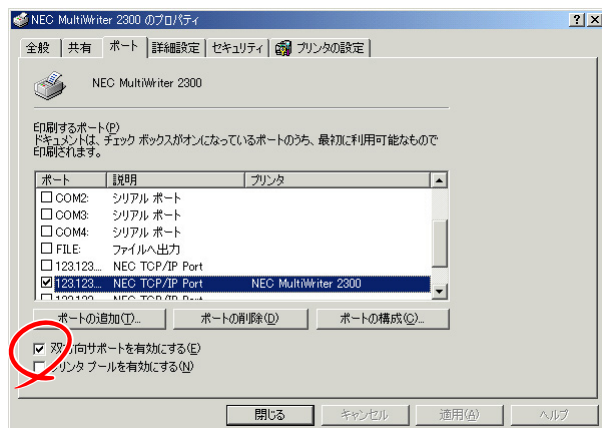 NEC MultiWriter 2300 のプロパティ
全般 共有 ポート 詳細設定 セキュリティ プリンタの設定
NEC MultiWriter 2300
印刷するポート(P)
ドキュメントは、チェック ボックスがオンになっているポートのうち、最初に利用可能なもので
印刷されます。
ポート 説明 プリンタ
COM2: シリアル ポート
COM3: シリアル ポート
COM4: シリアル ポート
FILE: ファイルへ出力
123.123... NEC TCP/IP Port
123.123... NEC TCP/IP Port NEC MultiWriter 2300
123.123... NEC TCP/IP Port
ポートの追加(T)... ポートの削除(D) ポートの構成(C)...
双方向サポートを有効にする(E)
プリンタ プールを有効にする(N)
閉じる キャンセル 適用(A) ヘルプ